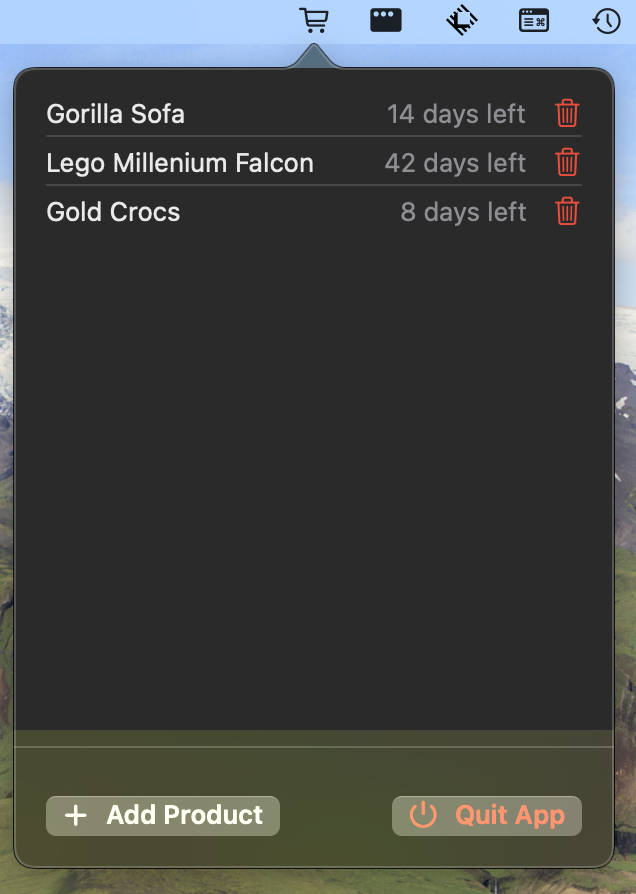 Gorilla Sofa 14 days left
Lego Millenium Falcon 42 days left
Gold Crocs 8 days left
Add Product Quit App